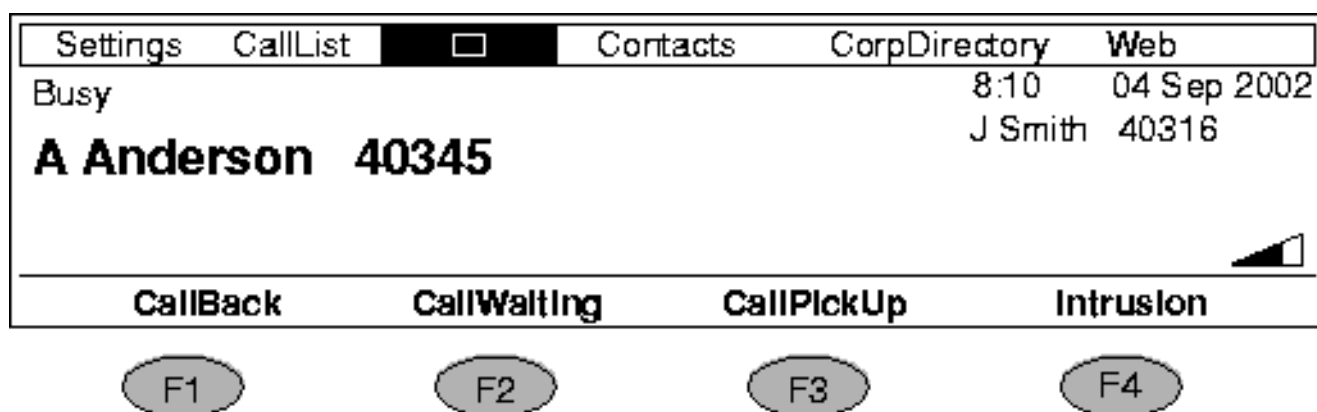 Settings CallList Contacts CorpDirectory Web
Busy 8:10 04 Sep 2002
J Smith 40316
A Anderson 40345
CallBack CallWaiting CallPickUp Intrusion
F1 F2 F3 F4